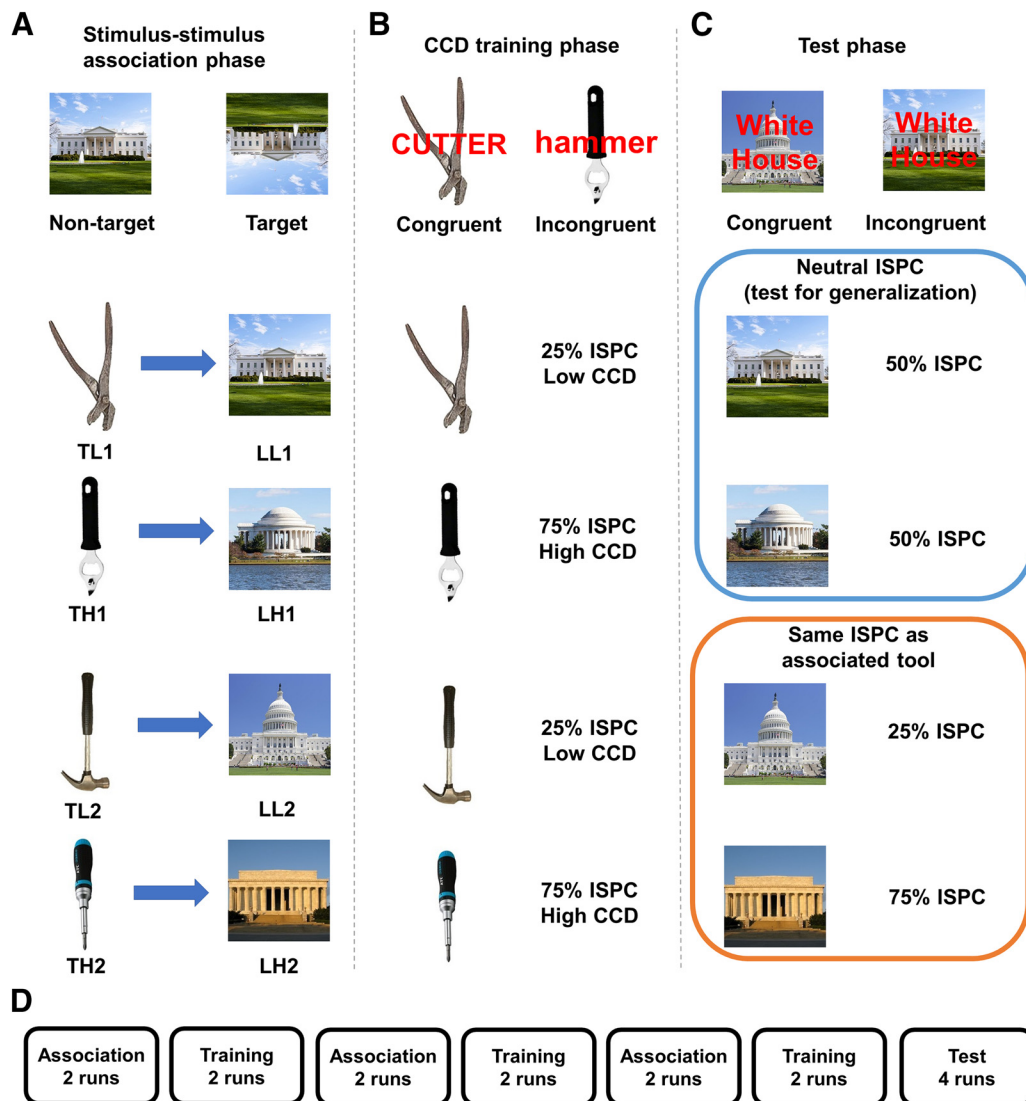 A
Stimulus-stimulus
association phase
Non-target
Target
TL1
LL1
TH1
LH1
TL2
LL2
TH2
LH2
B
CCD training phase
CUTTER
hammer
Congruent
Incongruent
25% ISPC
Low CCD
75% ISPC
High CCD
25% ISPC
Low CCD
75% ISPC
High CCD
C
Test phase
White
House
White
House
Congruent
Incongruent
Neutral ISPC
(test for generalization)
50% ISPC
50% ISPC
Same ISPC as
associated tool
25% ISPC
75% ISPC
D
Association
2 runs
Training
2 runs
Association
2 runs
Training
2 runs
Association
2 runs
Training
2 runs
Test
4 runs